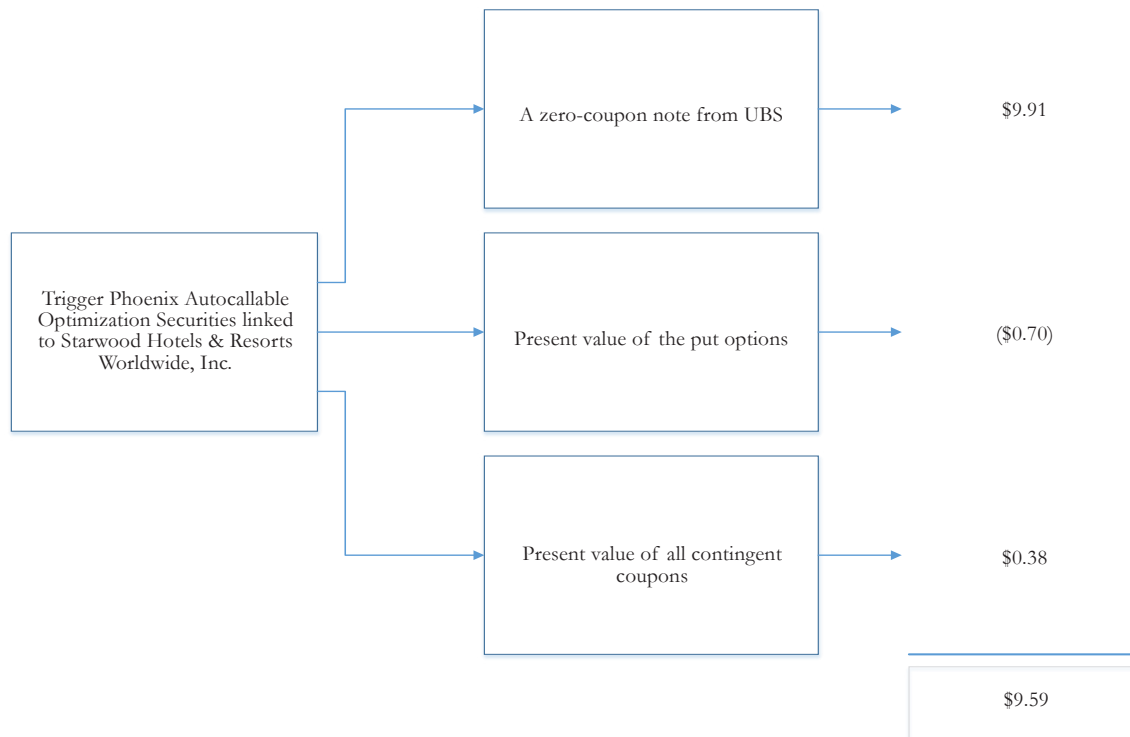 A zero-coupon note from UBS
$9.91
Trigger Phoenix Autocallable
Optimization Securities linked
to Starwood Hotels & Resorts
Worldwide, Inc.
Present value of the put options
($0.70)
Present value of all contingent
coupons
$0.38
$9.59